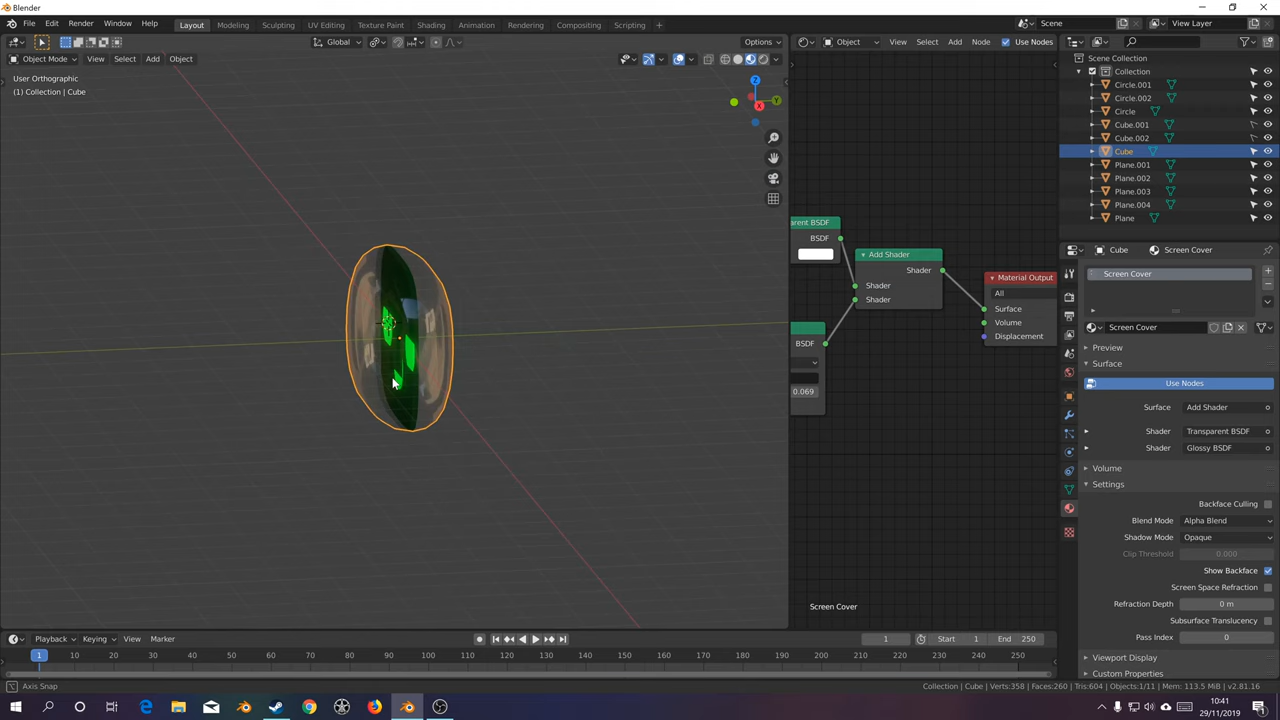 Blender
File Edit Render Window Help Layout Modeling Sculpting UV Editing Texture Paint Shading Animation Rendering Compositing Scripting + Scene View Layer
Global Options Object View Select Add Node Use Nodes
Object Mode View Select Add Object
User Orthographic
(1) Collection | Cube
Z
Y
X
Scene Collection
Collection
Circle.001
Circle.002
Circle
Cube.001
Cube.002
Cube
Plane.001
Plane.002
Plane.003
Plane.004
Plane
arent BSDF
BSDF
Add Shader
Shader
Shader
Shader
BSDF
0.069
Material Output
All
Surface
Volume
Displacement
Screen Cover
Cube Screen Cover
Screen Cover
Screen Cover
Preview
Surface
Use Nodes
Surface Add Shader
Shader Transparent BSDF
Shader Glossy BSDF
Volume
Settings
Backface Culling
Blend Mode Alpha Blend
Shadow Mode Opaque
Clip Threshold 0.000
Show Backface
Screen Space Refraction
Refraction Depth 0 m
Subsurface Translucency
Pass Index 0
Viewport Display
Custom Properties
Playback Keying View Marker 1 Start 1 End 250
1 10 20 30 40 50 60 70 80 90 100 110 120 130 140 150 160 170 180 190 200 210 220 230 240 250
Axis Snap Collection | Cube | Verts:358 | Faces:260 | Tris:604 | Objects:1/11 | Mem: 113.5 MiB | v2.81.16
10:41
29/11/2019